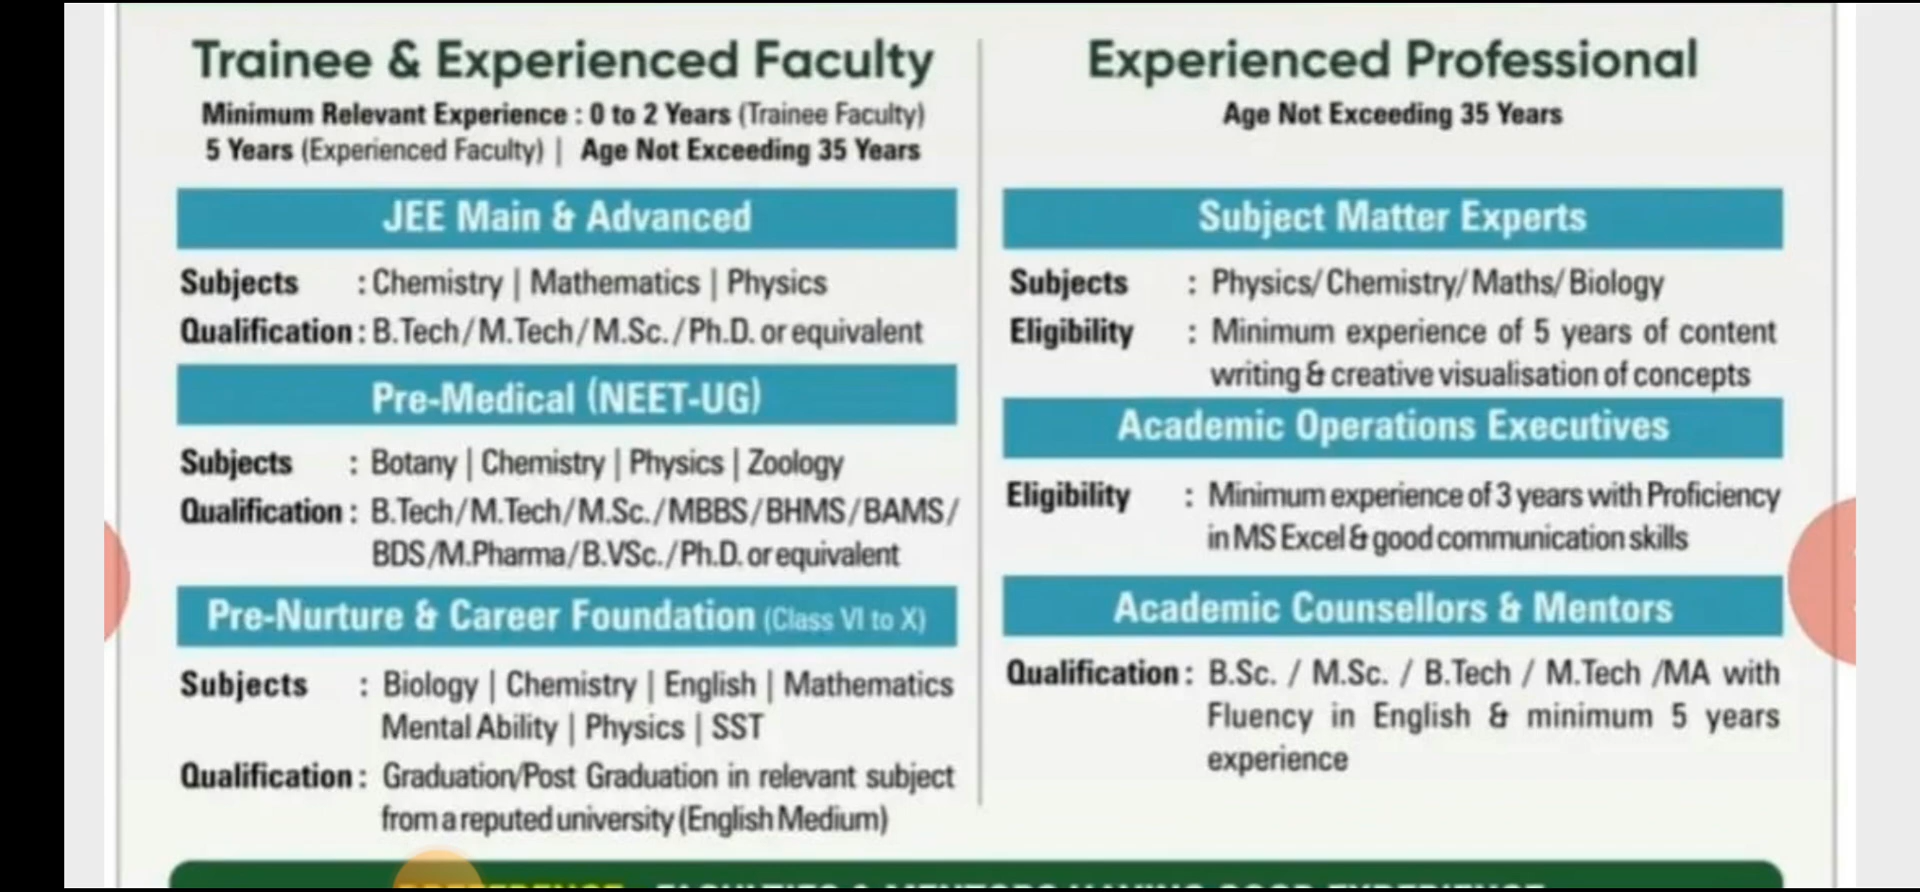 Trainee & Experienced Faculty
Minimum Relevant Experience : 0 to 2 Years (Trainee Faculty)
5 Years (Experienced Faculty) | Age Not Exceeding 35 Years
JEE Main & Advanced
Subjects : Chemistry | Mathematics | Physics
Qualification : B.Tech/M.Tech/M.Sc./Ph.D. or equivalent
Pre-Medical (NEET-UG)
Subjects : Botany | Chemistry | Physics | Zoology
Qualification : B.Tech/M.Tech/M.Sc./MBBS/BHMS/BAMS/
BDS/M.Pharma/B.VSc./Ph.D. or equivalent
Pre-Nurture & Career Foundation (Class VI to X)
Subjects : Biology | Chemistry | English | Mathematics
Mental Ability | Physics | SST
Qualification : Graduation/Post Graduation in relevant subject
from a reputed university (English Medium)
Experienced Professional
Age Not Exceeding 35 Years
Subject Matter Experts
Subjects : Physics/Chemistry/Maths/Biology
Eligibility : Minimum experience of 5 years of content
writing & creative visualisation of concepts
Academic Operations Executives
Eligibility : Minimum experience of 3 years with Proficiency
in MS Excel & good communication skills
Academic Counsellors & Mentors
Qualification : B.Sc. / M.Sc. / B.Tech / M.Tech /MA with
Fluency in English & minimum 5 years
experience